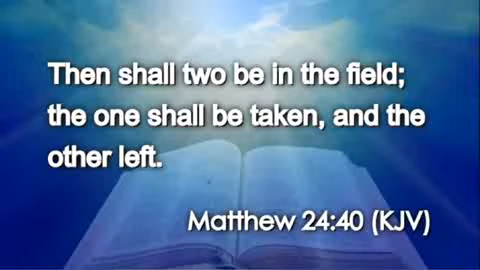 Then shall two be in the field;
the one shall be taken, and the
other left.
Matthew 24:40 (KJV)